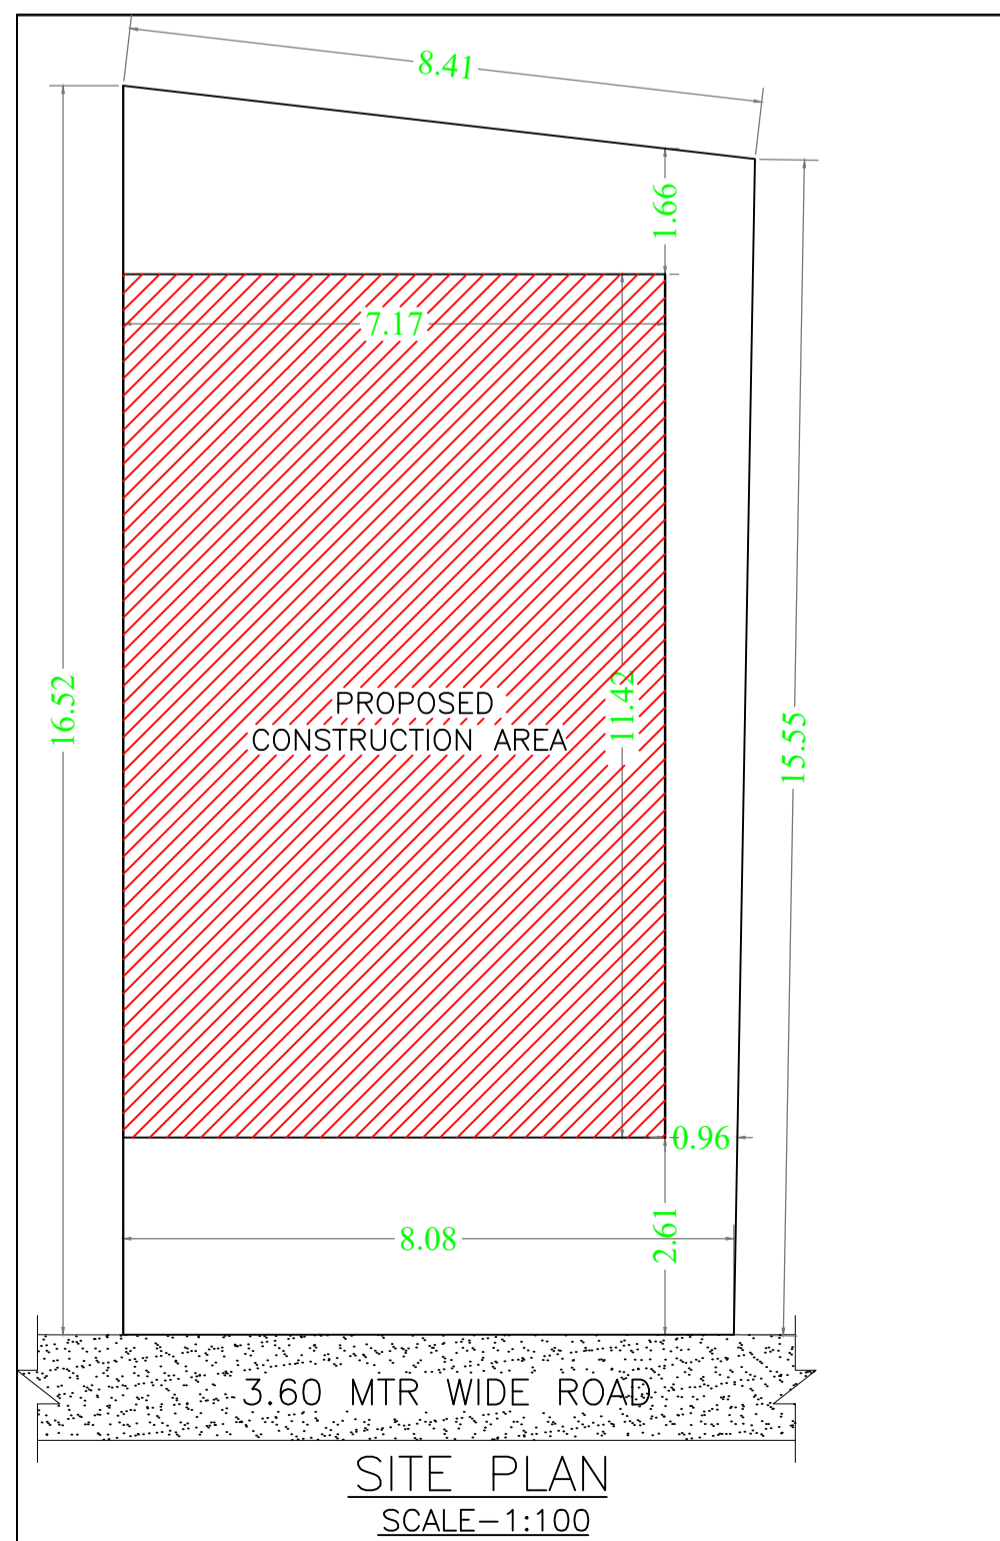 8.41
1.66
7.17
16.52
PROPOSED
CONSTRUCTION AREA
11.42
15.55
0.96
2.61
8.08
3.60 MTR WIDE ROAD
SITE PLAN
SCALE-1:100